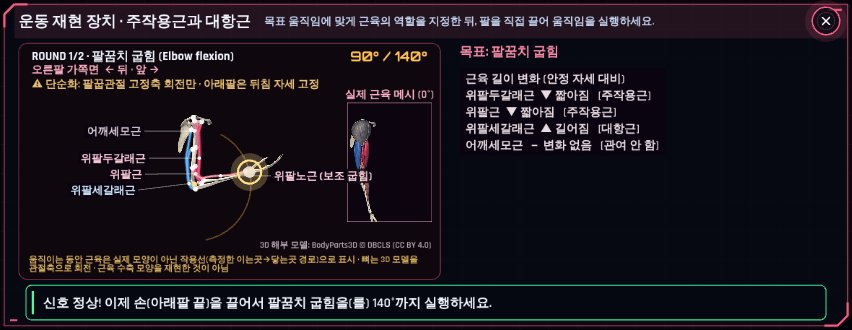 운동 재현 장치 · 주작용근과 대항근
목표 움직임에 맞게 근육의 역할을 지정한 뒤, 팔을 직접 끌어 움직임을 실행하세요.
ROUND 1/2 · 팔꿈치 굽힘 (Elbow flexion)
90° / 140°
오른팔 가쪽면 ← 뒤 · 앞 →
⚠ 단순화: 팔꿉관절 고정축 회전만 · 아래팔은 뒤침 자세 고정
실제 근육 메시 (0°)
어깨세모근
위팔두갈래근
위팔근
위팔세갈래근
위팔노근 (보조 굽힘)
3D 해부 모델: BodyParts3D © DBCLS (CC BY 4.0)
움직이는 동안 근육은 실제 모양이 아닌 작용선(측정한 이는곳→닿는곳 경로)으로 표시 · 뼈는 3D 모델을
관절축으로 회전 · 근육 수축 모양을 재현한 것이 아님
목표: 팔꿈치 굽힘
근육 길이 변화 (안정 자세 대비)
위팔두갈래근 ▼ 짧아짐 [주작용근]
위팔근 ▼ 짧아짐 [주작용근]
위팔세갈래근 ▲ 길어짐 [대항근]
어깨세모근 – 변화 없음 [관여 안 함]
신호 정상! 이제 손(아래팔 끝)을 끌어서 팔꿈치 굽힘을(를) 140°까지 실행하세요.